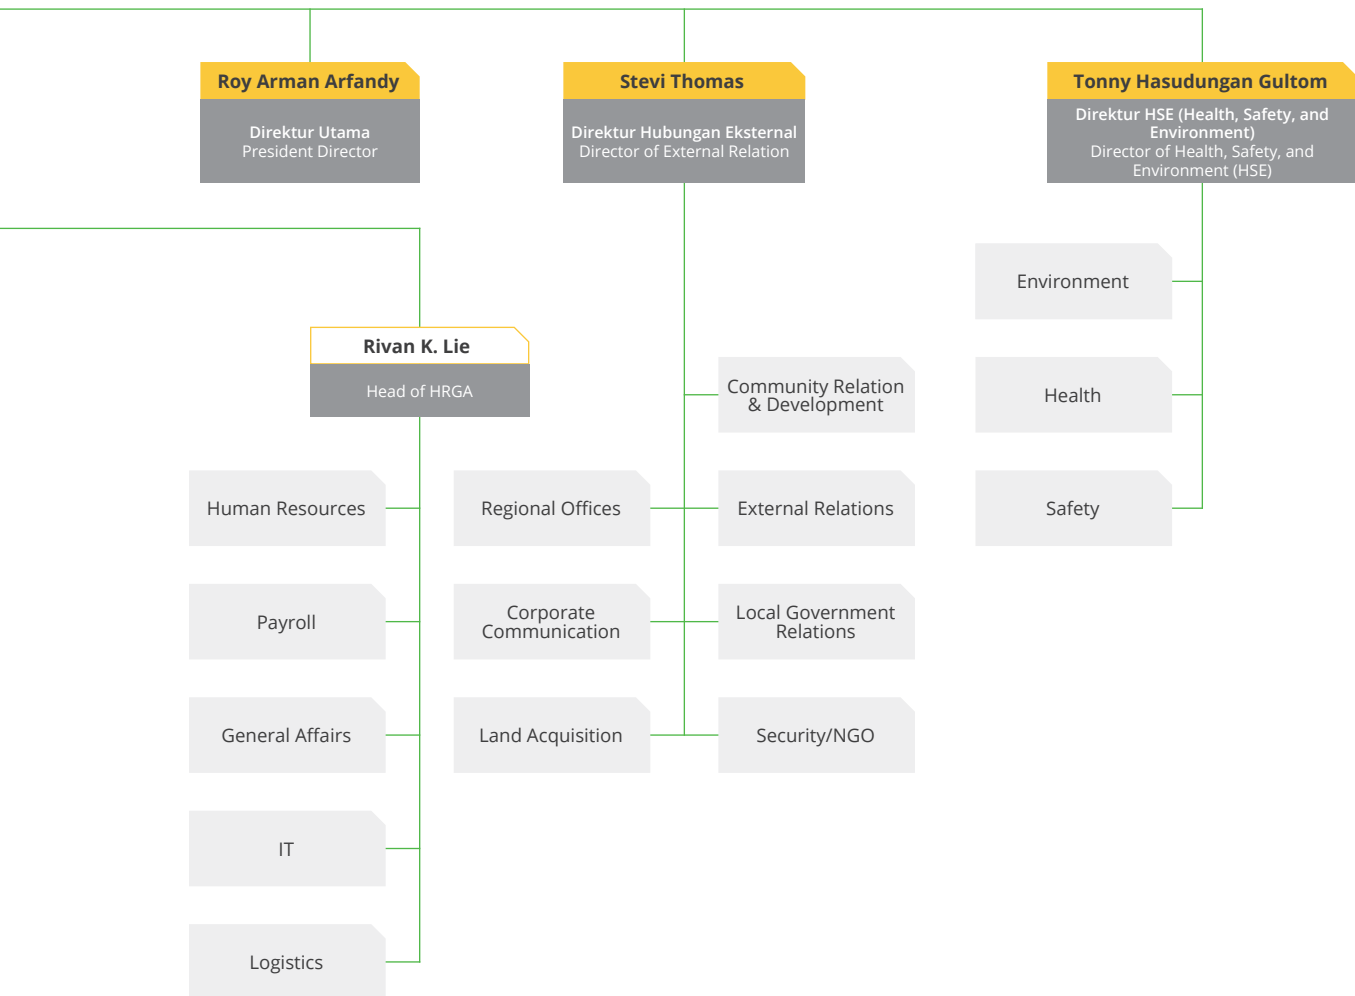 Roy Arman Arfandy
Direktur Utama
President Director
Stevi Thomas
Direktur Hubungan Eksternal
Director of External Relation
Tonny Hasudungan Gultom
Direktur HSE (Health, Safety, and
Environment)
Director of Health, Safety, and
Environment (HSE)
Rivan K. Lie
Head of HRGA
Human Resources
Payroll
General Affairs
IT
Logistics
Regional Offices
Corporate
Communication
Land Acquisition
Community Relation
& Development
External Relations
Local Government
Relations
Security/NGO
Environment
Health
Safety